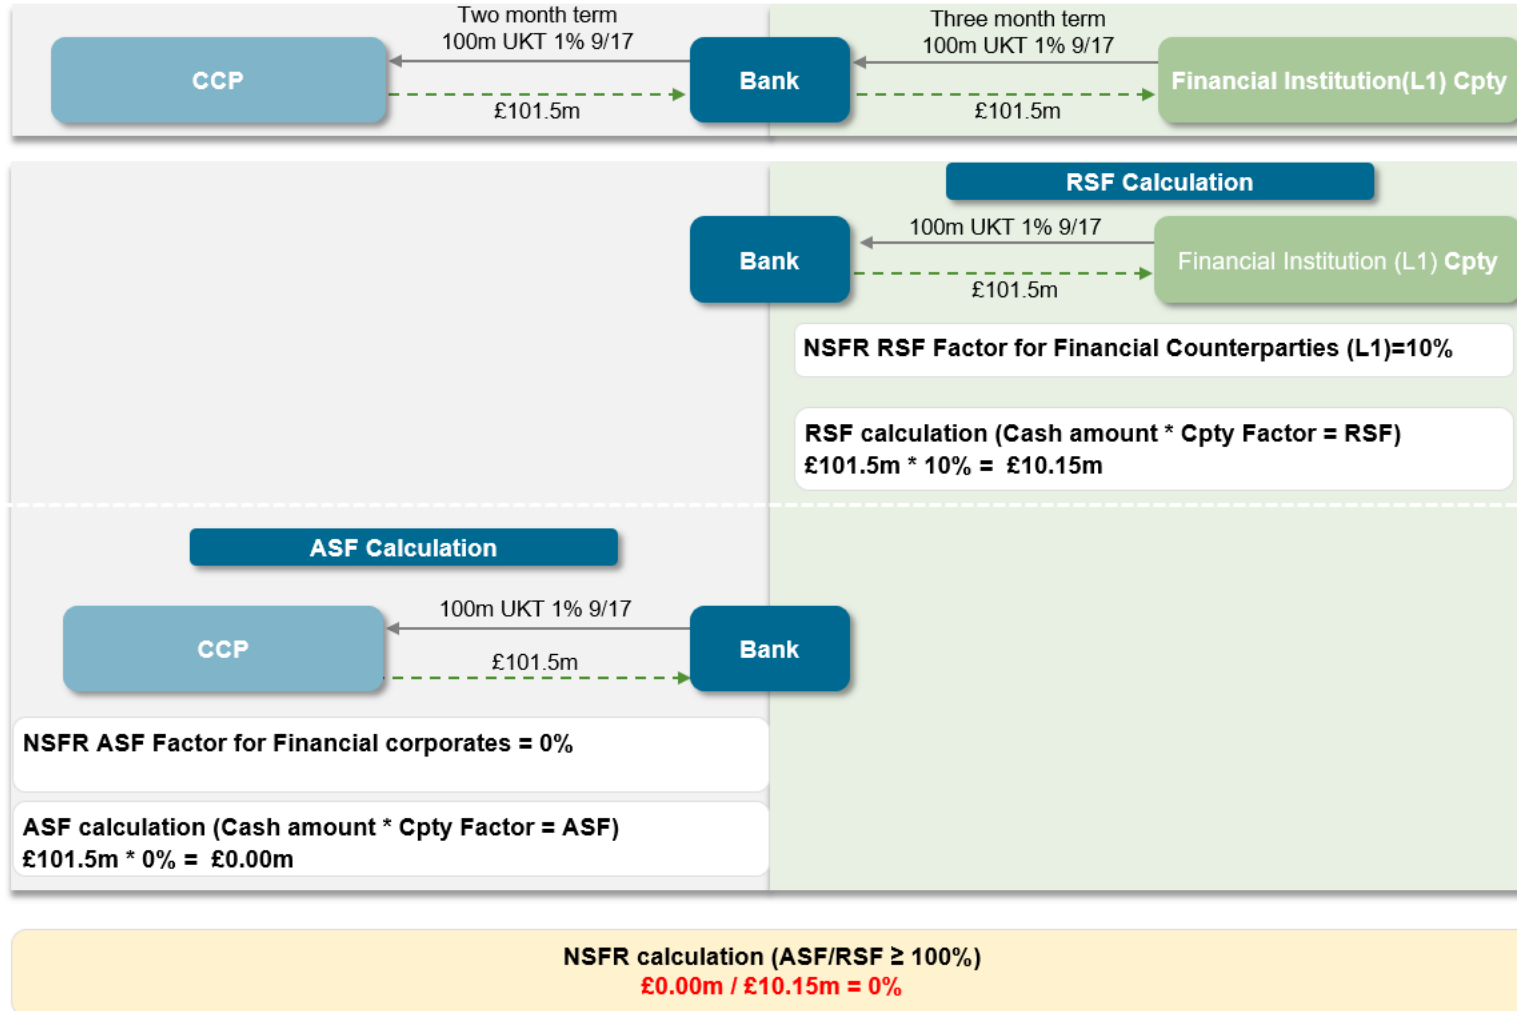 Two month term
100m UKT 1% 9/17
CCP
£101.5m
Bank
Three month term
100m UKT 1% 9/17
£101.5m
Financial Institution(L1) Cpty
RSF Calculation
Bank
100m UKT 1% 9/17
£101.5m
Financial Institution (L1) Cpty
NSFR RSF Factor for Financial Counterparties (L1)=10%
RSF calculation (Cash amount * Cpty Factor = RSF)
£101.5m * 10% = £10.15m
ASF Calculation
CCP
100m UKT 1% 9/17
£101.5m
Bank
NSFR ASF Factor for Financial corporates = 0%
ASF calculation (Cash amount * Cpty Factor = ASF)
£101.5m * 0% = £0.00m
NSFR calculation (ASF/RSF ≥ 100%)
£0.00m / £10.15m = 0%